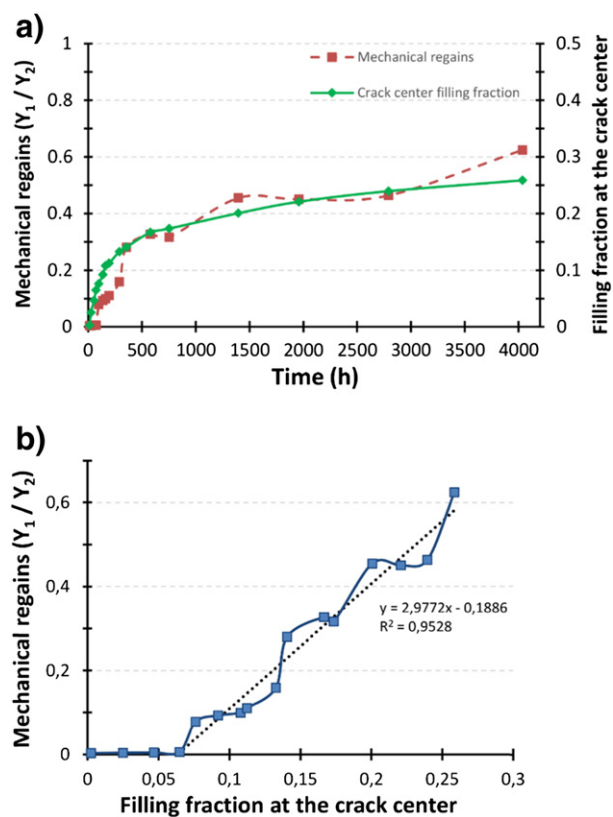 a)
Mechanical regains (Y1 / Y2)
1
0.8
0.6
0.4
0.2
0
Mechanical regains
Crack center filling fraction
0.5
0.4
0.3
0.2
0.1
0
Filling fraction at the crack center
0 500 1000 1500 2000 2500 3000 3500 4000
Time (h)
b)
Mechanical regains (Y1 / Y2)
0,6
0,4
0,2
0
y = 2,9772x - 0,1886
R² = 0,9528
0 0,05 0,1 0,15 0,2 0,25 0,3
Filling fraction at the crack center